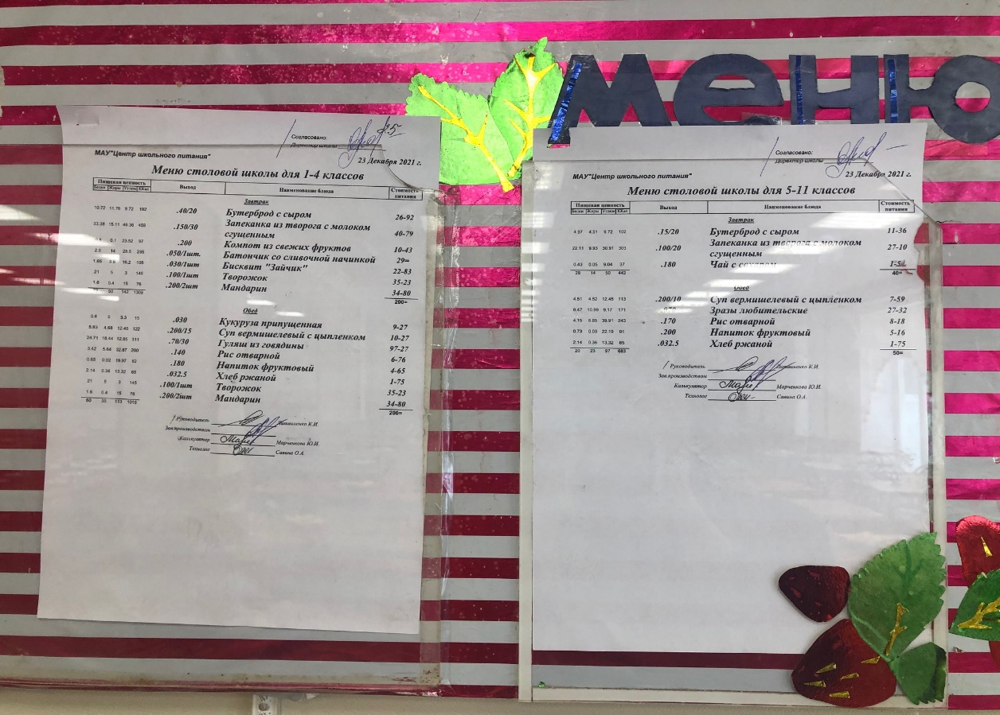 меню
Согласовано:
Директор школы
МАУ"Центр школьного питания"
23 Декабря 2021 г.
Меню столовой школы для 1-4 классов
Пищевая ценность Выход Наименование блюда Стоимость питания
Белки Жиры Углевы ККал
Завтрак
10.72 11.76 9.72 192 .40/20 Бутерброд с сыром 26-92
33.38 15.11 49.36 458 .150/30 Запеканка из творога с молоком
сгущенным 40-79
0.1 23.52 97 .200 Компот из свежих фруктов 10-43
2.5 14 28.5 235 .050/1шт. Батончик со сливочной начинкой 29=
1.65 3.9 16.2 135 .030/1шт. Бисквит "Зайчик" 22-83
21 5 3 145 .100/1шт Творожок 35-23
1.6 0.4 15 76 .200/2шт Мандарин 34-80
50 142 1309 200=
Обед
0.6 0 3.3 15 .030 Кукуруза припущенная 9-27
5.83 4.68 12.45 122 .200/15 Суп вермишелевый с цыпленком 10-27
24.71 18.44 12.85 311 .70/30 Гуляш из говядины 97-27
3.42 5.64 32.87 200 .140 Рис отварной 6-76
0.65 0.02 19.97 82 .180 Напиток фруктовый 4-65
2.14 0.36 13.32 65 .032.5 Хлеб ржаной 1-75
21 5 3 145 .100/1шт Творожок 35-23
1.6 0.4 15 76 .200/2шт Мандарин 34-80
60 35 113 1016 200=
Руководитель Литвиненко К.И.
Зав.производством
Калькулятор Марченкова Ю.И.
Технолог Савина О.А.
Согласовано:
Директор школы
МАУ"Центр школьного питания"
23 Декабря 2021 г.
Меню столовой школы для 5-11 классов
Пищевая ценность Выход Наименование блюда Стоимость питания
Белки Жиры Углевы ККал
Завтрак
4.97 4.51 9.72 102 .15/20 Бутерброд с сыром 11-36
22.11 9.93 30.91 303 .100/20 Запеканка из творога с молоком
сгущенным 27-10
0.43 0.05 9.04 37 .180 Чай с сахаром 1-54
28 14 50 442 40=
Обед
4.61 4.52 12.45 113 .200/10 Суп вермишелевый с цыпленком 7-59
8.47 10.99 9.17 171 Зразы любительские 27-32
4.15 6.85 39.91 243 .170 Рис отварной 8-18
0.73 0.03 22.19 91 .200 Напиток фруктовый 5-16
2.14 0.36 13.32 65 .032.5 Хлеб ржаной 1-75
20 23 97 683 50=
Руководитель Литвиненко К.И.
Зав.производством
Калькулятор Марченкова Ю.И.
Технолог Савина О.А.